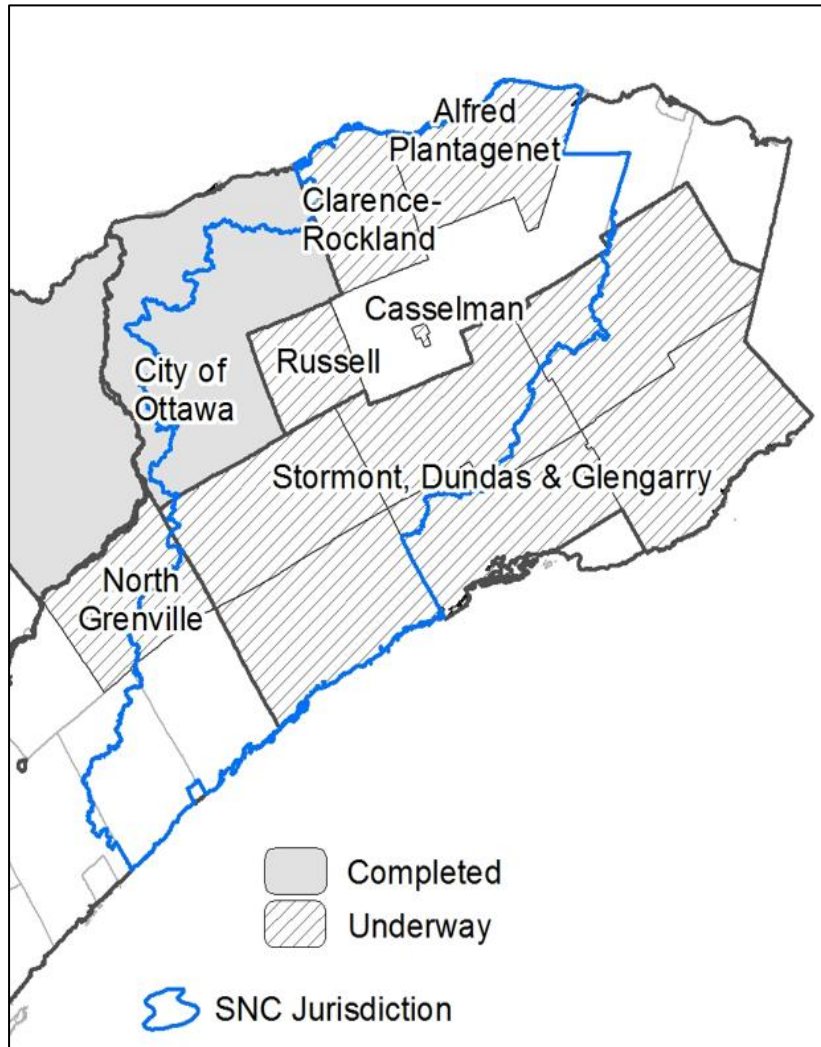 Alfred
Plantagenet
Clarence-
Rockland
Casselman
Russell
City of
Ottawa
Stormont, Dundas & Glengarry
North
Grenville
Completed
Underway
SNC Jurisdiction